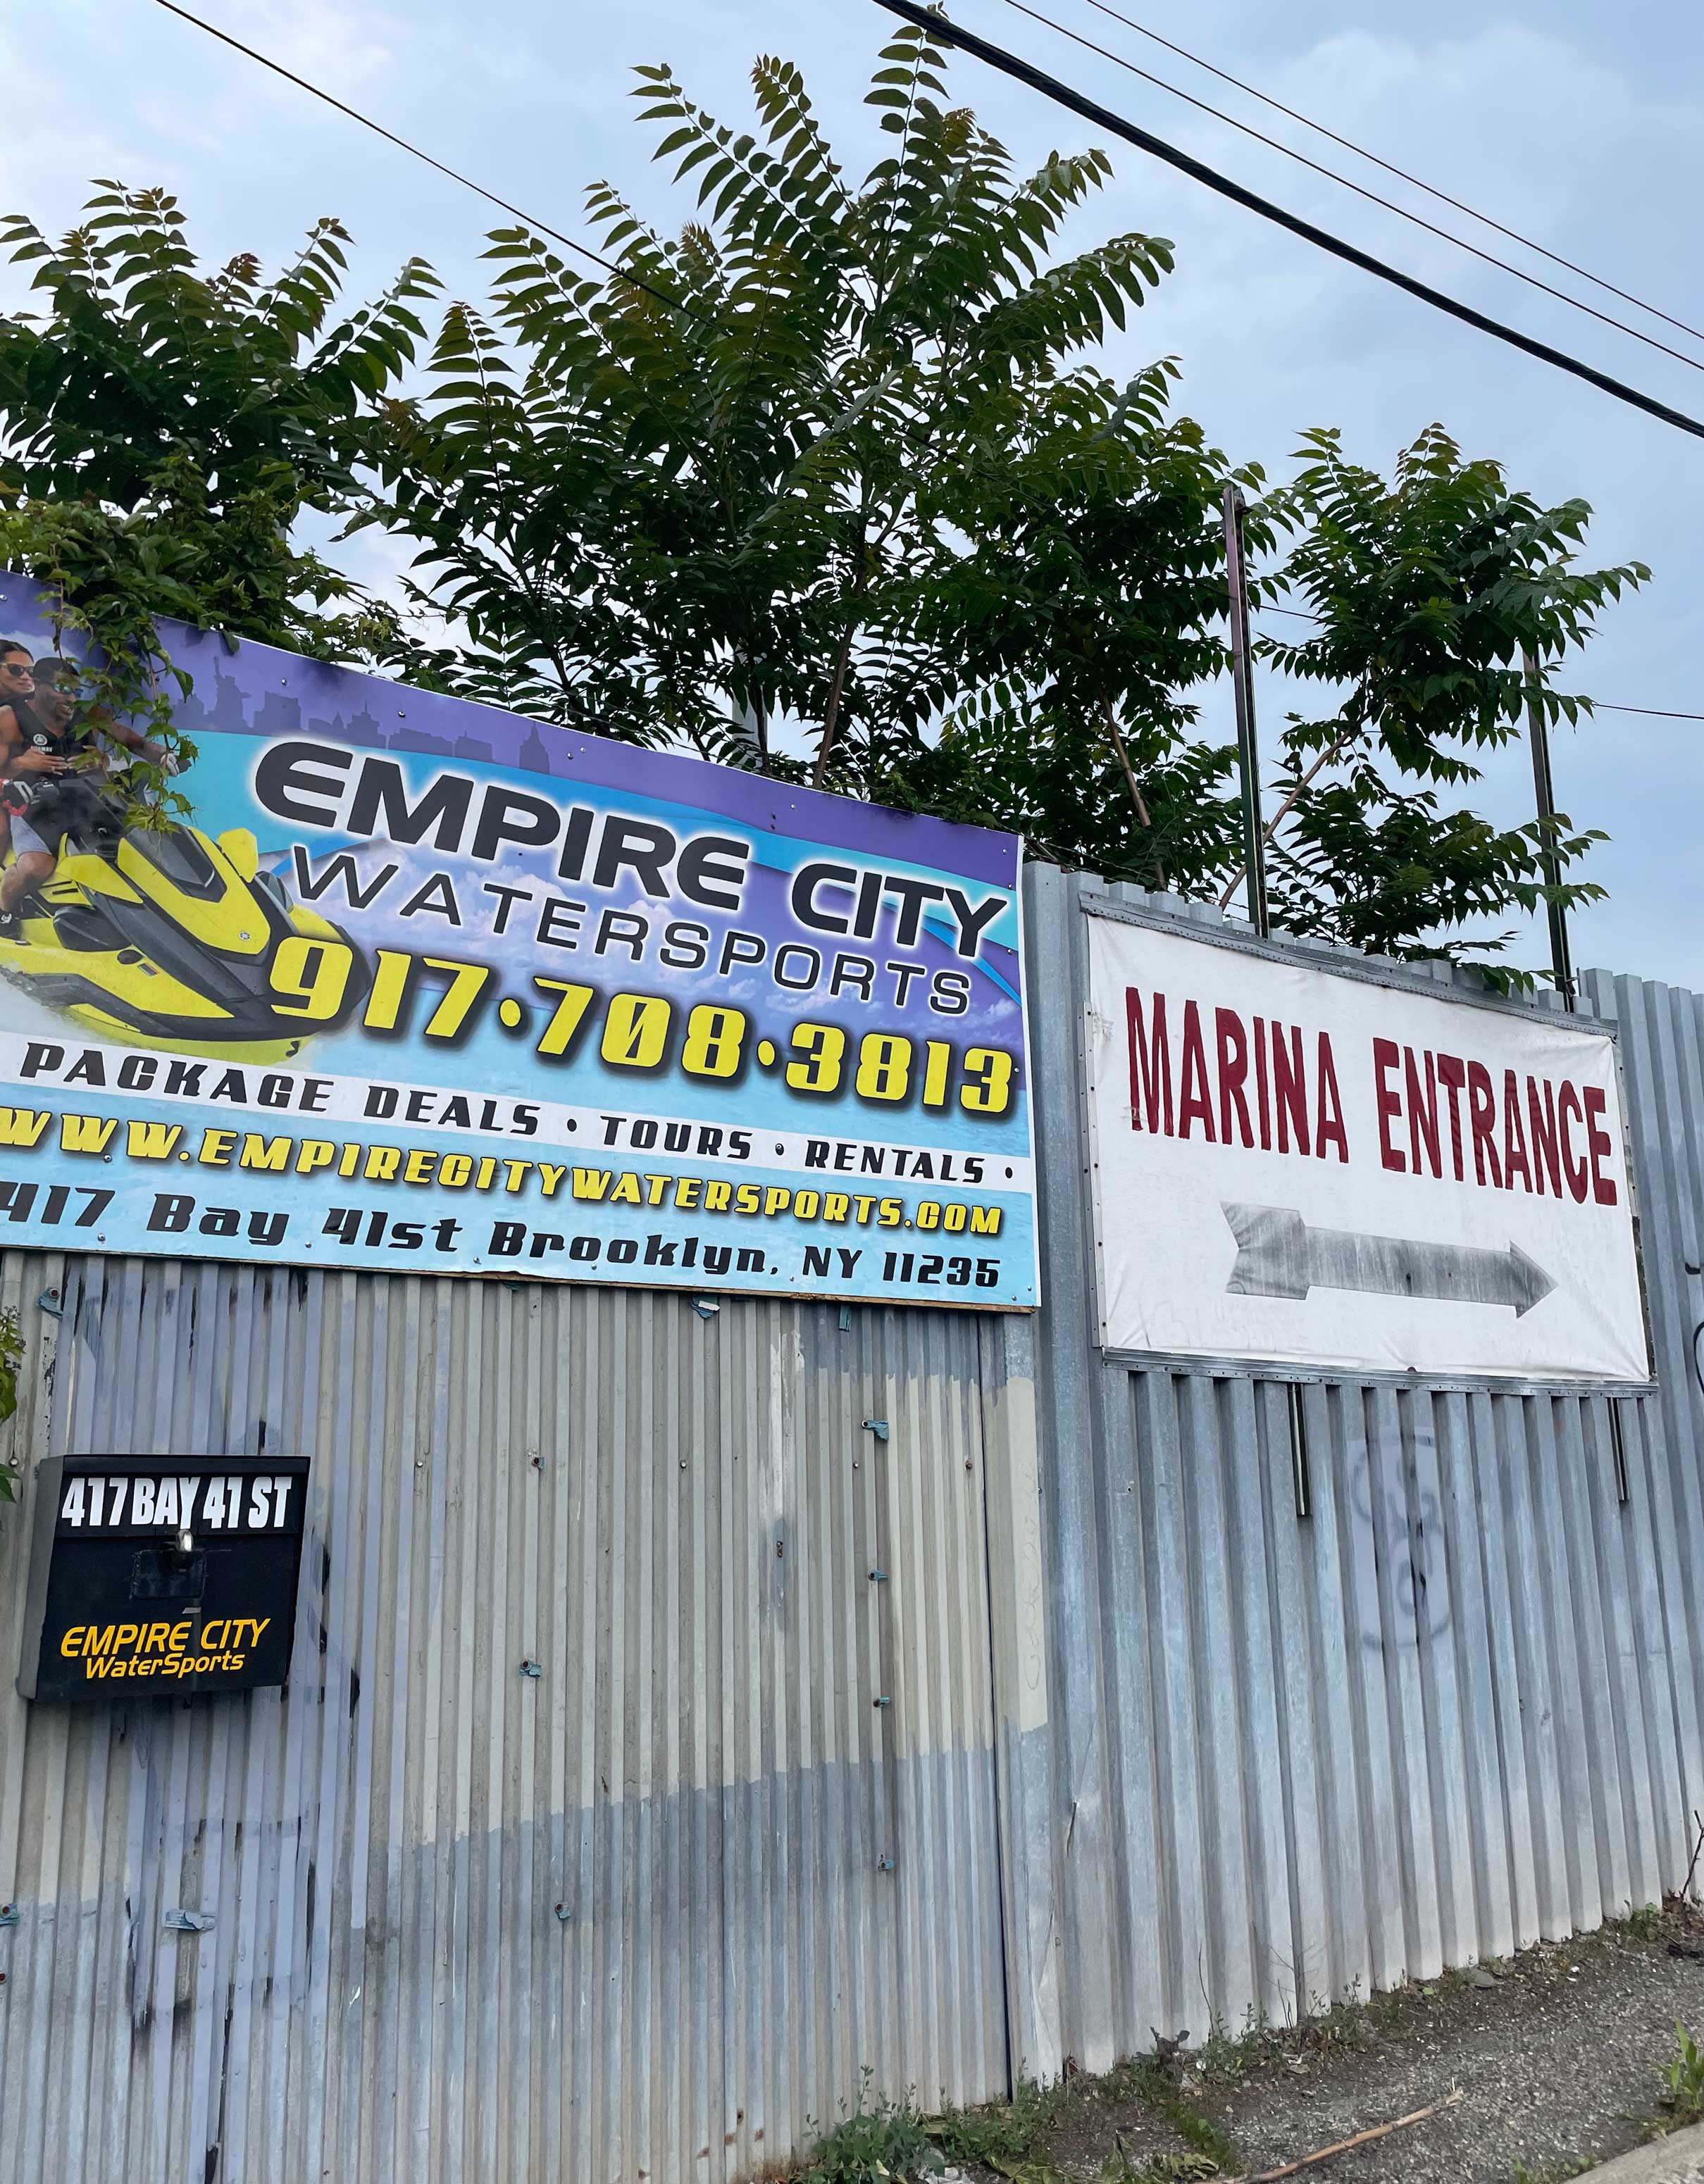 EMPIRE CITY
WATERSPORTS
917•708•3813
PACKAGE DEALS • TOURS • RENTALS •
WWW.EMPIRECITYWATERSPORTS.COM
417 Bay 41st Brooklyn, NY 11235
MARINA ENTRANCE
417 BAY 41 ST
EMPIRE CITY
WaterSports